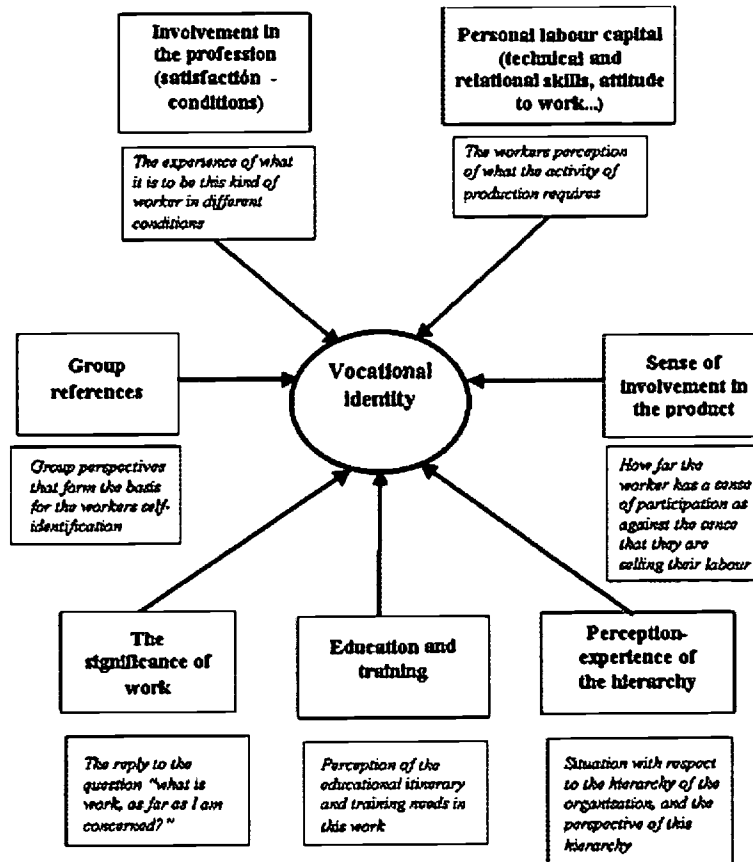 Involvement in
the profession
(satisfactión -
conditions)
The experience of what
it is to be this kind of
worker in different
conditions
Personal labour capital
(technical and
relational skills, attitude
to work...)
The workers perception
of what the activity of
production requires
Group
references
Group perspectives
that form the basis
for the workers self-
identification
Vocational
identity
Sense of
involvement in
the product
How far the
worker has a sense
of participation as
against the sence
that they are
selling their labour
The
significance of
work
The reply to the
question "what is
work, as far as I am
concerned?"
Education and
training
Perception of the
educational itinerary
and training needs in
this work
Perception-
experience of
the hierarchy
Situation with respect
to the hierarchy of the
organization, and the
perspective of this
hierarchy